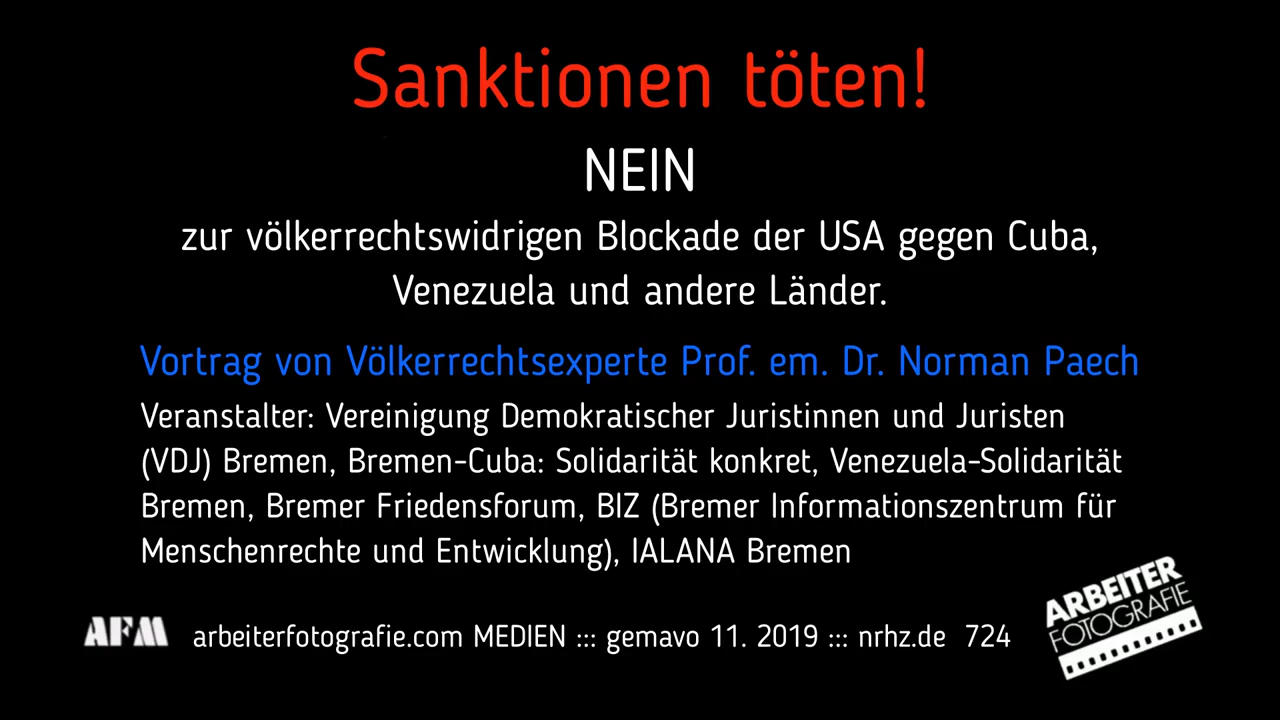 Sanktionen töten!
NEIN
zur völkerrechtswidrigen Blockade der USA gegen Cuba,
Venezuela und andere Länder.
Vortrag von Völkerrechtsexperte Prof. em. Dr. Norman Paech
Veranstalter: Vereinigung Demokratischer Juristinnen und Juristen
(VDJ) Bremen, Bremen-Cuba: Solidarität konkret, Venezuela-Solidarität
Bremen, Bremer Friedensforum, BIZ (Bremer Informationszentrum für
Menschenrechte und Entwicklung), IALANA Bremen
AFM arbeiterfotografie.com MEDIEN ::: gemavo 11. 2019 ::: nrhz.de 724
ARBEITER
FOTOGRAFIE